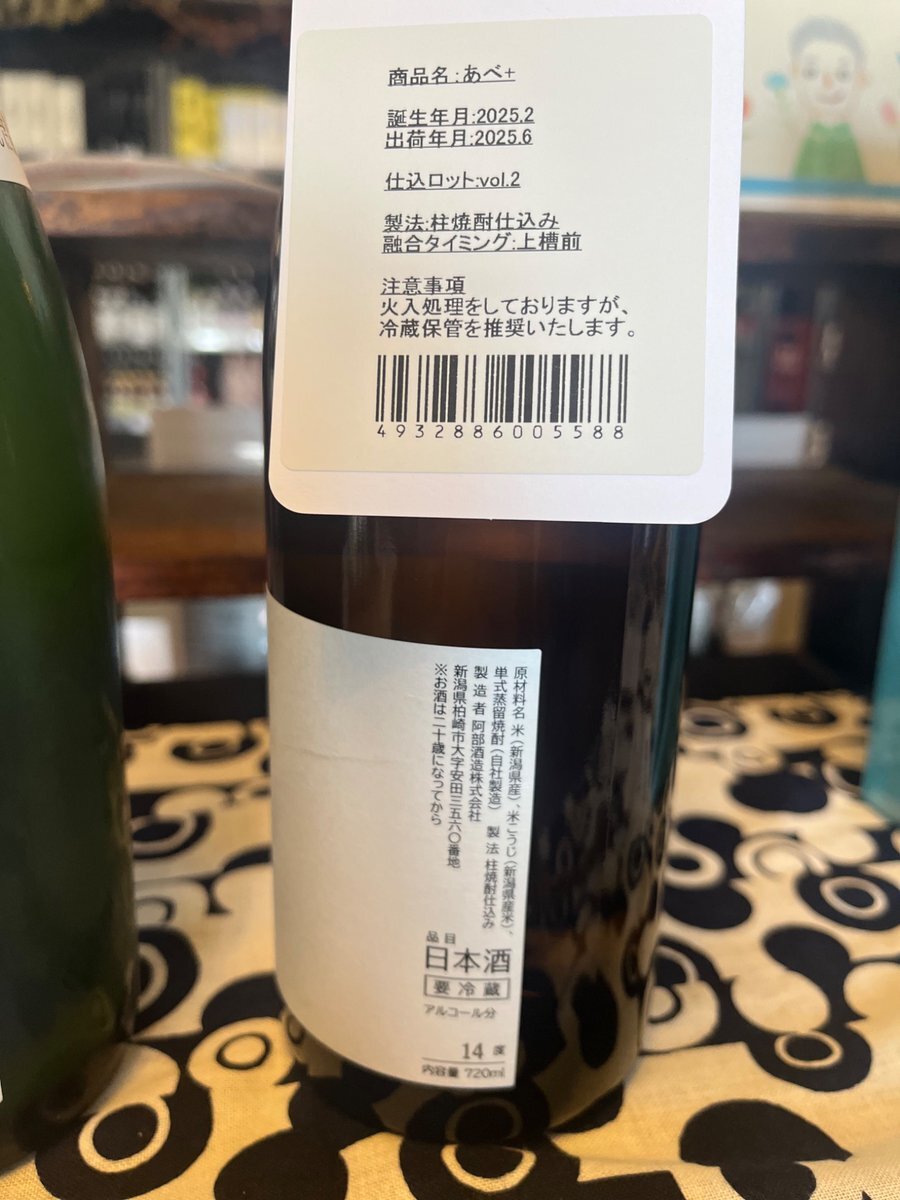 商品名:あべ+
誕生年月:2025.2
出荷年月:2025.6
仕込ロット:vol.2
製法:柱焼酎仕込み
融合タイミング:上槽前
注意事項
火入処理をしておりますが、
冷蔵保管を推奨いたします。
4932886005588
原材料名 米(新潟県産)、米こうじ(新潟県産米)、
単式蒸留焼酎(自社製造) 製法 柱焼酎仕込み
製造者 阿部酒造株式会社
新潟県柏崎市大字安田三五六〇番地
※お酒は二十歳になってから
品目
日本酒
要冷蔵
アルコール分
14 度
内容量 720ml